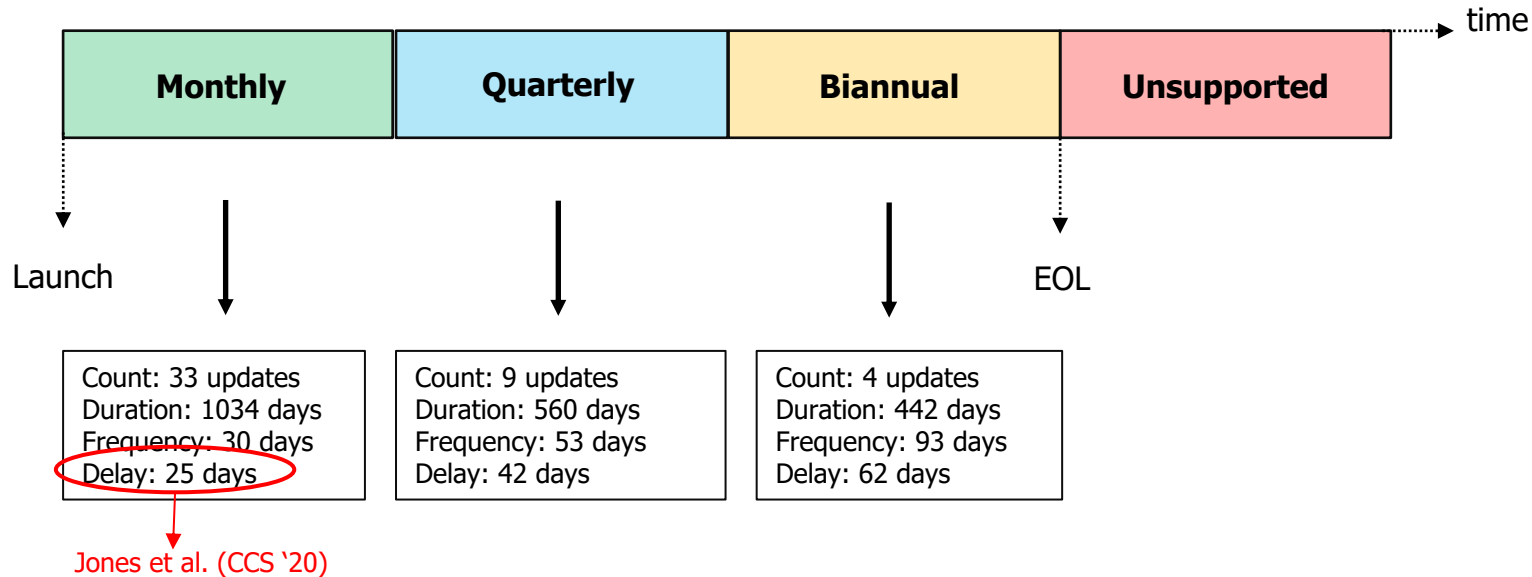 time
Monthly
Quarterly
Biannual
Unsupported
Launch
EOL
Count: 33 updates
Duration: 1034 days
Frequency: 30 days
Delay: 25 days
Count: 9 updates
Duration: 560 days
Frequency: 53 days
Delay: 42 days
Count: 4 updates
Duration: 442 days
Frequency: 93 days
Delay: 62 days
Jones et al. (CCS ‘20)